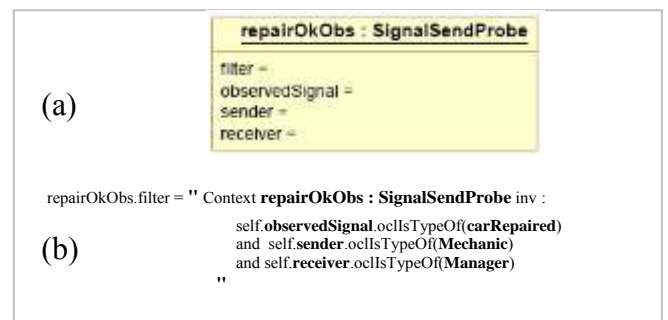 repairOkObs : SignalSendProbe
filter =
observedSignal =
sender =
receiver =
(a)
repairOkObs.filter = " Context repairOkObs : SignalSendProbe inv :
self.observedSignal.oclIsTypeOf(carRepaired)
and self.sender.oclIsTypeOf(Mechanic)
and self.receiver.oclIsTypeOf(Manager)
"
(b)